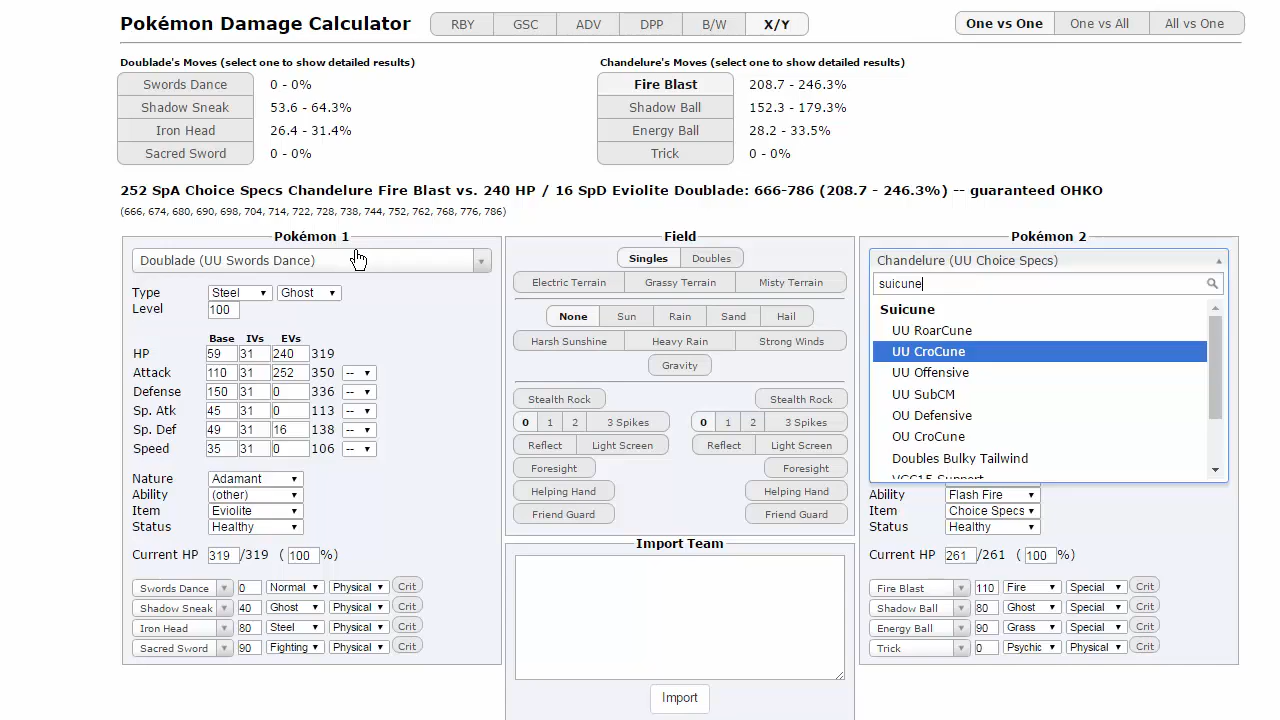 Pokémon Damage Calculator RBY GSC ADV DPP B/W X/Y One vs One One vs All All vs One
Doublade's Moves (select one to show detailed results)
Swords Dance 0 - 0%
Shadow Sneak 53.6 - 64.3%
Iron Head 26.4 - 31.4%
Sacred Sword 0 - 0%
Chandelure's Moves (select one to show detailed results)
Fire Blast 208.7 - 246.3%
Shadow Ball 152.3 - 179.3%
Energy Ball 28.2 - 33.5%
Trick 0 - 0%
252 SpA Choice Specs Chandelure Fire Blast vs. 240 HP / 16 SpD Eviolite Doublade: 666-786 (208.7 - 246.3%) -- guaranteed OHKO
(666, 674, 680, 690, 698, 704, 714, 722, 728, 738, 744, 752, 762, 768, 776, 786)
Pokémon 1
Doublade (UU Swords Dance)
Type Steel Ghost
Level 100
Base IVs EVs
HP 59 31 240 319
Attack 110 31 252 350 --
Defense 150 31 0 336 --
Sp. Atk 45 31 0 113 --
Sp. Def 49 31 16 138 --
Speed 35 31 0 106 --
Nature Adamant
Ability (other)
Item Eviolite
Status Healthy
Current HP 319 /319 ( 100 %)
Swords Dance 0 Normal Physical Crit
Shadow Sneak 40 Ghost Physical Crit
Iron Head 80 Steel Physical Crit
Sacred Sword 90 Fighting Physical Crit
Field
Singles Doubles
Electric Terrain Grassy Terrain Misty Terrain
None Sun Rain Sand Hail
Harsh Sunshine Heavy Rain Strong Winds
Gravity
Stealth Rock Stealth Rock
0 1 2 3 Spikes 0 1 2 3 Spikes
Reflect Light Screen Reflect Light Screen
Foresight Foresight
Helping Hand Helping Hand
Friend Guard Friend Guard
Import Team
Import
Pokémon 2
Chandelure (UU Choice Specs)
suicune
Suicune
UU RoarCune
UU CroCune
UU Offensive
UU SubCM
OU Defensive
OU CroCune
Doubles Bulky Tailwind
VGC15 Support
Ability Flash Fire
Item Choice Specs
Status Healthy
Current HP 261 /261 ( 100 %)
Fire Blast 110 Fire Special Crit
Shadow Ball 80 Ghost Special Crit
Energy Ball 90 Grass Special Crit
Trick 0 Psychic Physical Crit